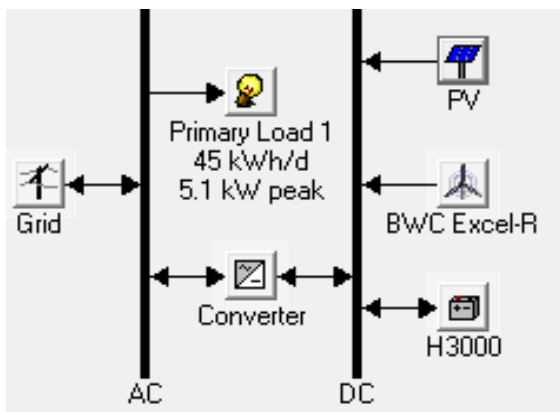 PV
Primary Load 1
45 kWh/d
5.1 kW peak
Grid
BWC Excel-R
Converter
H3000
AC
DC